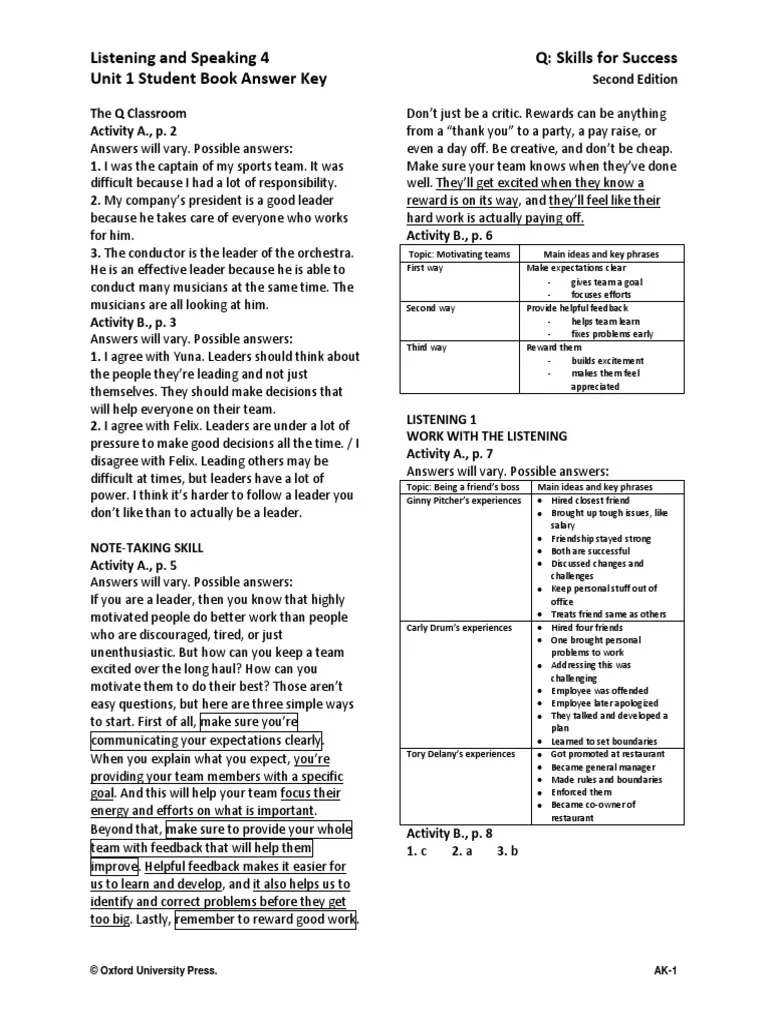 Listening and Speaking 4
Unit 1 Student Book Answer Key
Q: Skills for Success
Second Edition
The Q Classroom
Activity A., p. 2
Answers will vary. Possible answers:
1. I was the captain of my sports team. It was
difficult because I had a lot of responsibility.
2. My company's president is a good leader
because he takes care of everyone who works
for him.
3. The conductor is the leader of the orchestra.
He is an effective leader because he is able to
conduct many musicians at the same time. The
musicians are all looking at him.
Activity B., p. 3
Answers will vary. Possible answers:
1. I agree with Yuna. Leaders should think about
the people they're leading and not just
themselves. They should make decisions that
will help everyone on their team.
2. I agree with Felix. Leaders are under a lot of
pressure to make good decisions all the time. / I
disagree with Felix. Leading others may be
difficult at times, but leaders have a lot of
power. I think it's harder to follow a leader you
don't like than to actually be a leader.
NOTE-TAKING SKILL
Activity A., p. 5
Answers will vary. Possible answers:
If you are a leader, then you know that highly
motivated people do better work than people
who are discouraged, tired, or just
unenthusiastic. But how can you keep a team
excited over the long haul? How can you
motivate them to do their best? Those aren't
easy questions, but here are three simple ways
to start. First of all, make sure you're
communicating your expectations clearly.
When you explain what you expect, you're
providing your team members with a specific
goal. And this will help your team focus their
energy and efforts on what is important.
Beyond that, make sure to provide your whole
team with feedback that will help them
improve. Helpful feedback makes it easier for
us to learn and develop, and it also helps us to
identify and correct problems before they get
too big. Lastly, remember to reward good work.
Don't just be a critic. Rewards can be anything
from a "thank you" to a party, a pay raise, or
even a day off. Be creative, and don't be cheap.
Make sure your team knows when they've done
well. They'll get excited when they know a
reward is on its way, and they'll feel like their
hard work is actually paying off.
Activity B., p. 6
Topic: Motivating teams Main ideas and key phrases
First way Make expectations clear
- gives team a goal
- focuses efforts
Second way Provide helpful feedback
- helps team learn
- fixes problems early
Third way Reward them
- builds excitement
- makes them feel
appreciated
LISTENING 1
WORK WITH THE LISTENING
Activity A., p. 7
Answers will vary. Possible answers:
Topic: Being a friend's boss Main ideas and key phrases
Ginny Pitcher's experiences • Hired closest friend
• Brought up tough issues, like
salary
• Friendship stayed strong
• Both are successful
• Discussed changes and
challenges
• Keep personal stuff out of
office
• Treats friend same as others
Carly Drum's experiences • Hired four friends
• One brought personal
problems to work
• Addressing this was
challenging
• Employee was offended
• Employee later apologized
• They talked and developed a
plan
• Learned to set boundaries
Tory Delany's experiences • Got promoted at restaurant
• Became general manager
• Made rules and boundaries
• Enforced them
• Became co-owner of
restaurant
Activity B., p. 8
1. c 2. a 3. b
© Oxford University Press.
AK-1